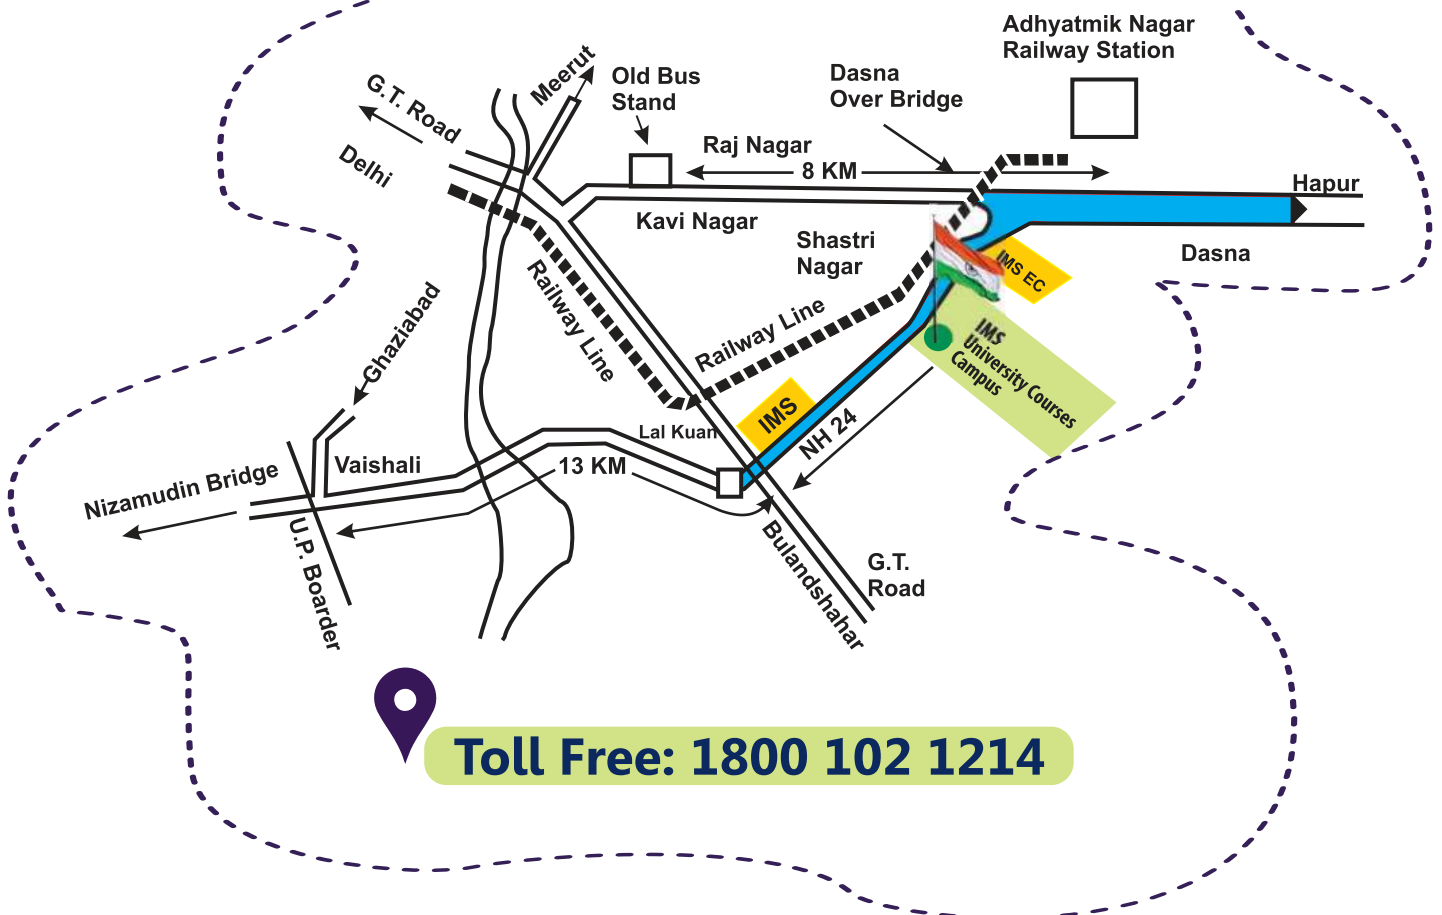 Adhyatmik Nagar
Railway Station
Meerut
G.T. Road
Old Bus
Stand
Dasna
Over Bridge
Delhi
Raj Nagar
8 KM
Hapur
Kavi Nagar
Shastri
Nagar
Dasna
IMS EC
Railway Line
Railway Line
Ghaziabad
IMS
University Courses
Campus
IMS
NH 24
Lal Kuan
Vaishali
13 KM
Nizamudin Bridge
U.P. Boarder
Bulandshahar
G.T.
Road
Toll Free: 1800 102 1214